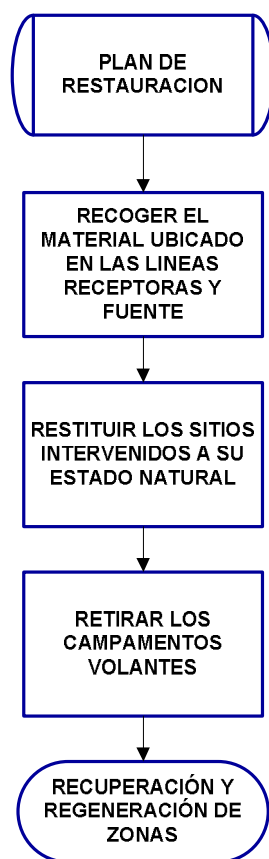 PLAN DE
RESTAURACION
RECOGER EL
MATERIAL UBICADO
EN LAS LINEAS
RECEPTORAS Y
FUENTE
RESTITUIR LOS SITIOS
INTERVENIDOS A SU
ESTADO NATURAL
RETIRAR LOS
CAMPAMENTOS
VOLANTES
RECUPERACIÓN Y
REGENERACIÓN DE
ZONAS